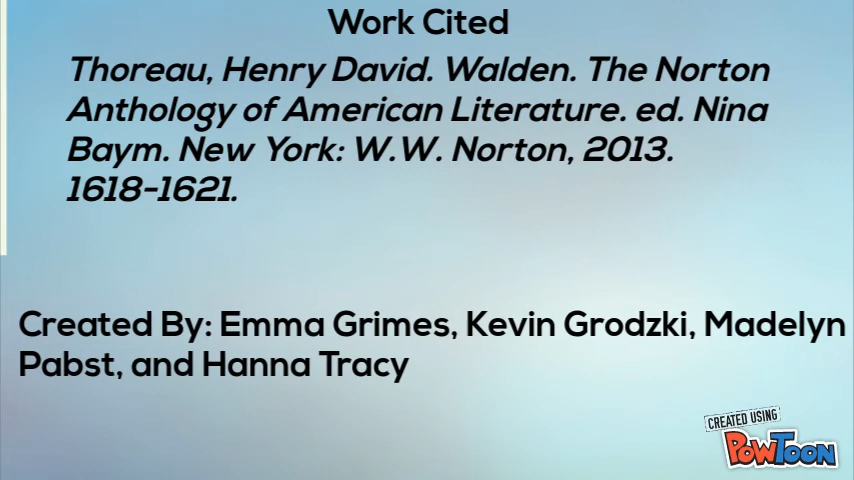 Work Cited
Thoreau, Henry David. Walden. The Norton
Anthology of American Literature. ed. Nina
Baym. New York: W.W. Norton, 2013.
1618-1621.
Created By: Emma Grimes, Kevin Grodzki, Madelyn
Pabst, and Hanna Tracy
CREATED USING
POWTOON